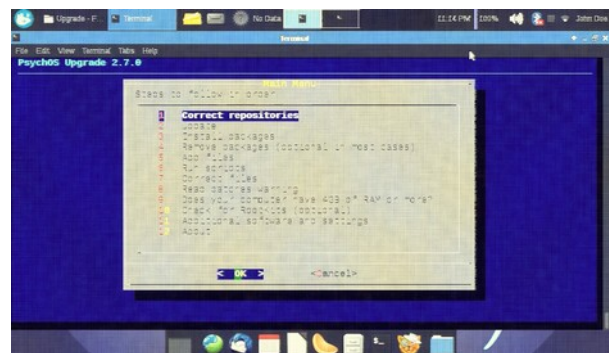 Upgrade - F...
Terminal
No Data
11:14 PM
100%
John Doe
Terminal
File Edit View Terminal Tabs Help
PsychOS Upgrade 2.7.0
Main Menu
Steps to follow in order:
1 Correct repositories
2 Update
3 Install packages
4 Remove packages (optional in most cases)
5 Add files
6 Run scripts
7 Correct files
8 Read patches warning
9 Does your computer have 4GB of RAM or more?
10 Check for Rootkits (optional)
11 Additional software and settings
12 About
< OK > <Cancel>